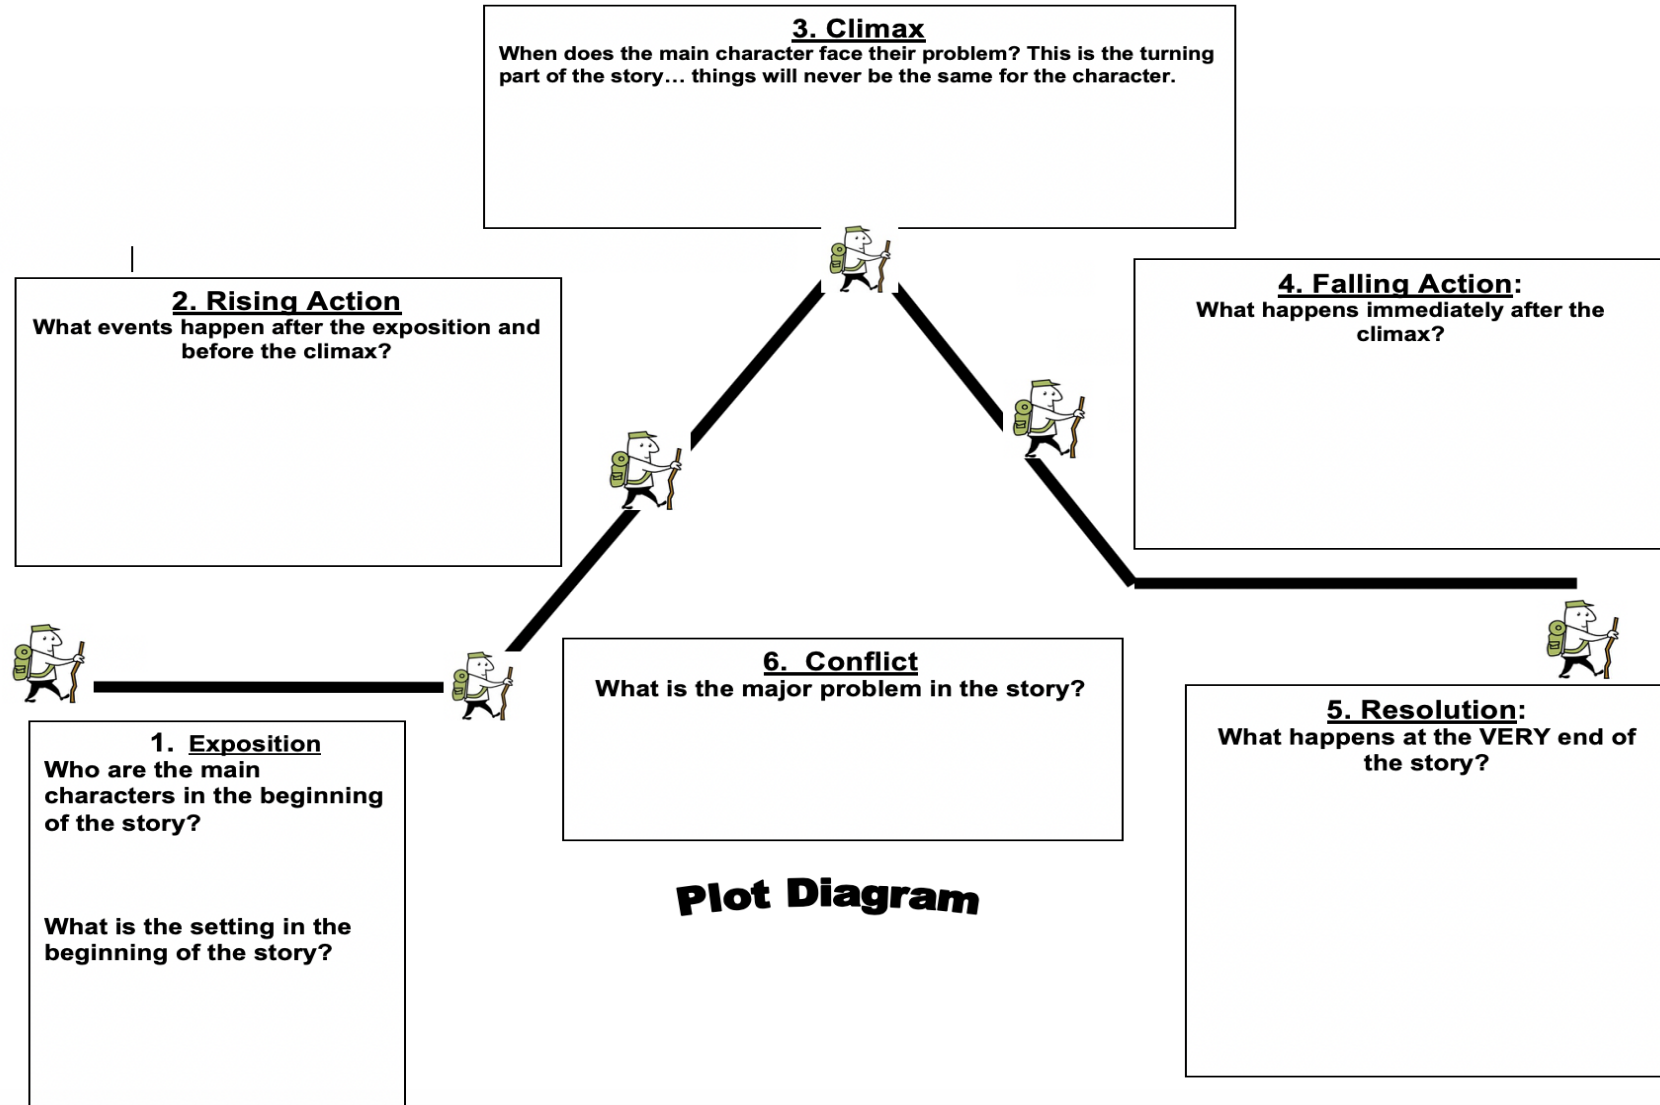 3. Climax
When does the main character face their problem? This is the turning
part of the story... things will never be the same for the character.
2. Rising Action
What events happen after the exposition and
before the climax?
4. Falling Action:
What happens immediately after the
climax?
1. Exposition
Who are the main
characters in the beginning
of the story?
What is the setting in the
beginning of the story?
6. Conflict
What is the major problem in the story?
5. Resolution:
What happens at the VERY end of
the story?
Plot Diagram